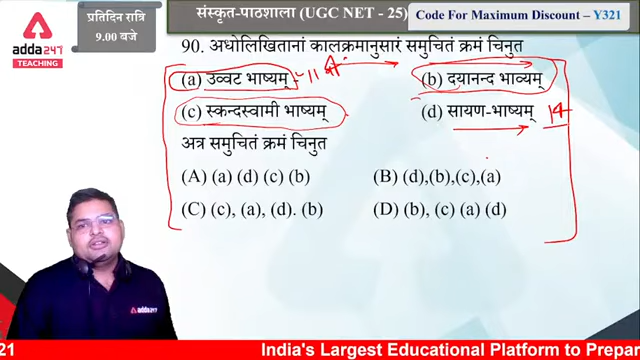 प्रतिदिन रात्रि
9.00 बजे
संस्कृत-पाठशाला (UGC NET - 25)
Code For Maximum Discount – Y321
adda247
TEACHING
90. अधोलिखितानां कालक्रमानुसारं समुचितं क्रमं चिनुत
(a) उव्वट भाष्यम् - 11
(b) दयानन्द भाव्यम्
(c) स्कन्दस्वामी भाष्यम्
(d) सायण-भाष्यम् 14
अत्र समुचितं क्रमं चिनुत
(A) (a) (d) (c) (b)
(B) (d),(b),(c),(a)
(C) (c), (a), (d). (b)
(D) (b), (c) (a) (d)
21
India's Largest Educational Platform to Prepar